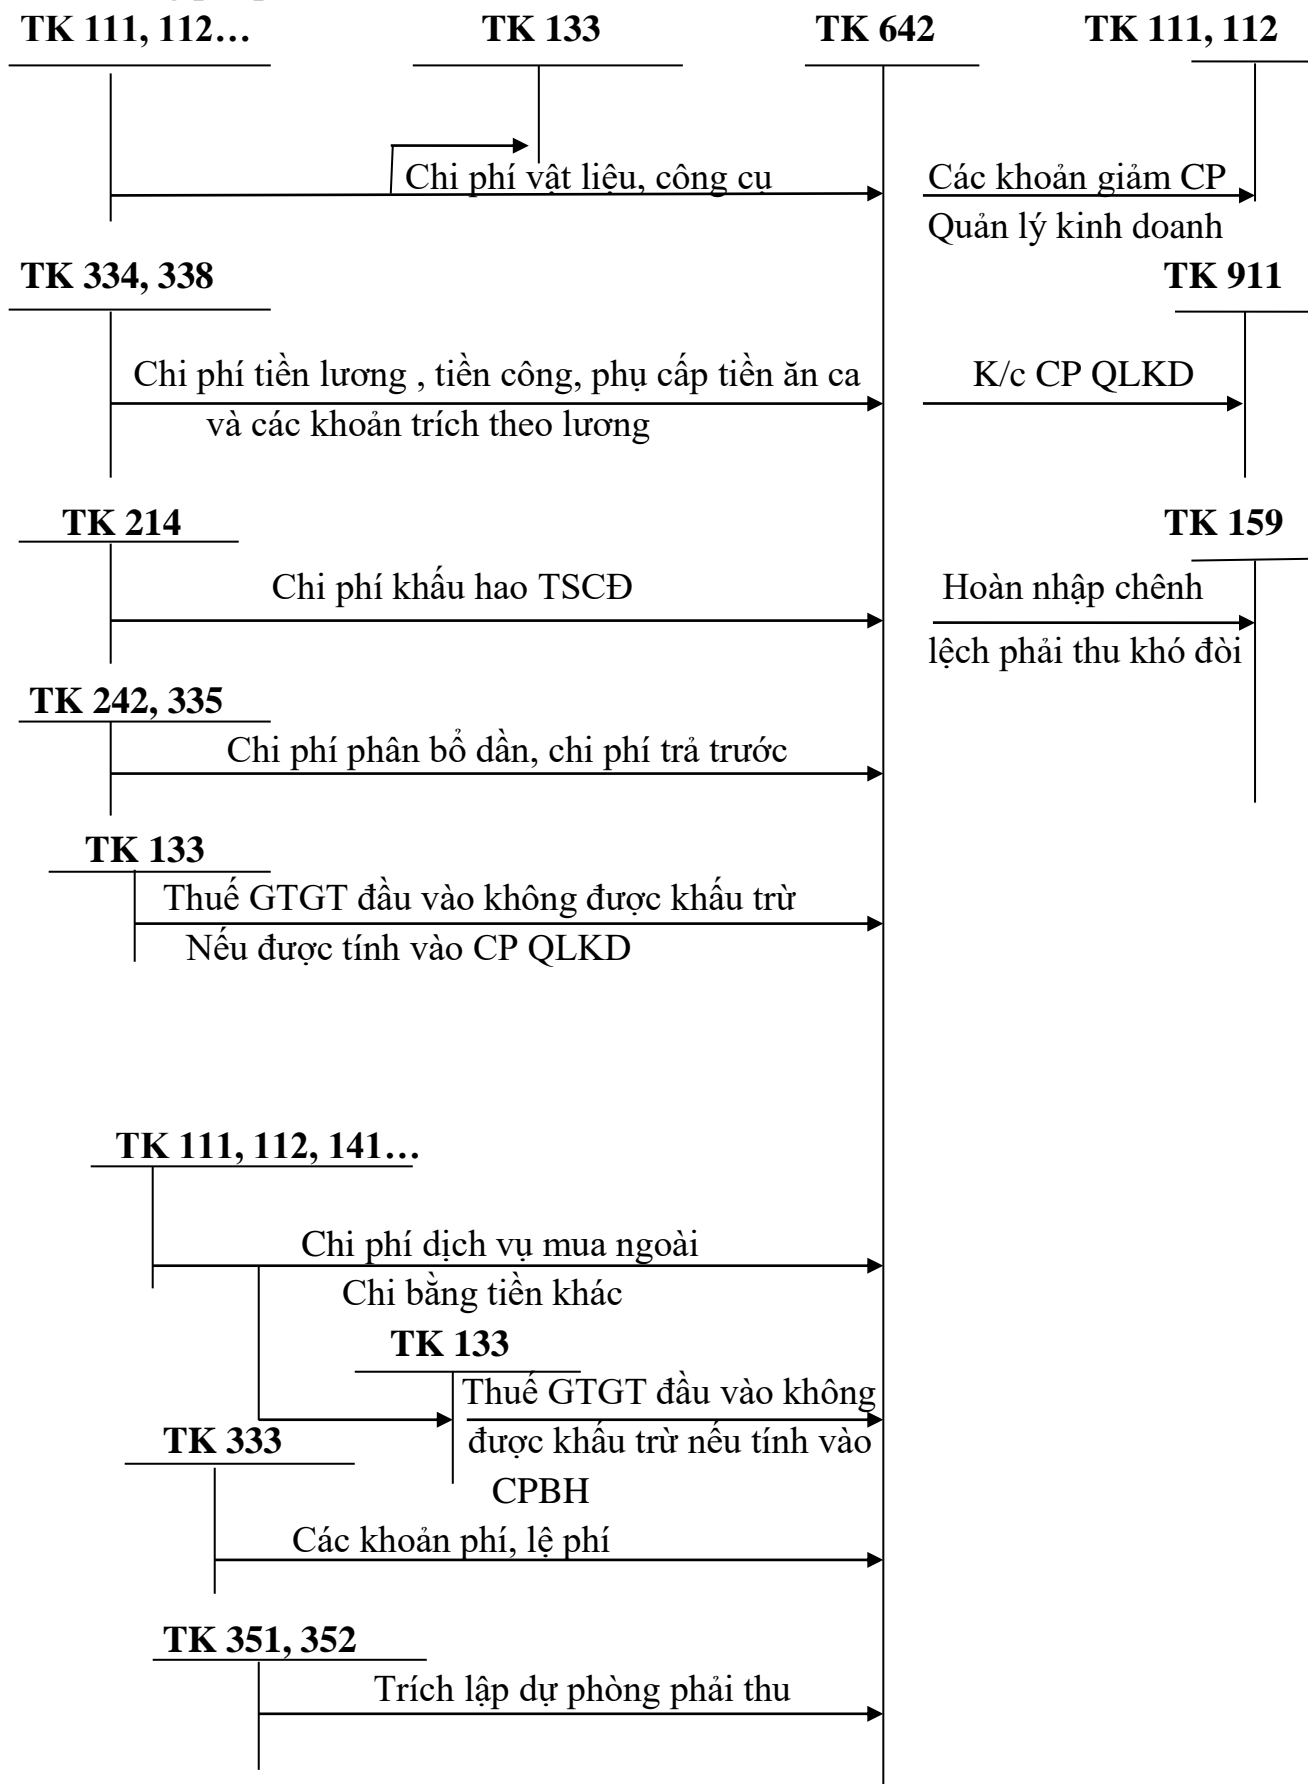 TK 111, 112… TK 133 TK 642 TK 111, 112
Chi phí vật liệu, công cụ Các khoản giảm CP
Quản lý kinh doanh
TK 334, 338 TK 911
Chi phí tiền lương , tiền công, phụ cấp tiền ăn ca K/c CP QLKD
và các khoản trích theo lương
TK 214 TK 159
Chi phí khấu hao TSCĐ Hoàn nhập chênh
lệch phải thu khó đòi
TK 242, 335
Chi phí phân bổ dần, chi phí trả trước
TK 133
Thuế GTGT đầu vào không được khấu trừ
Nếu được tính vào CP QLKD
TK 111, 112, 141…
Chi phí dịch vụ mua ngoài
Chi bằng tiền khác
TK 133
Thuế GTGT đầu vào không
TK 333 được khấu trừ nếu tính vào
CPBH
Các khoản phí, lệ phí
TK 351, 352
Trích lập dự phòng phải thu